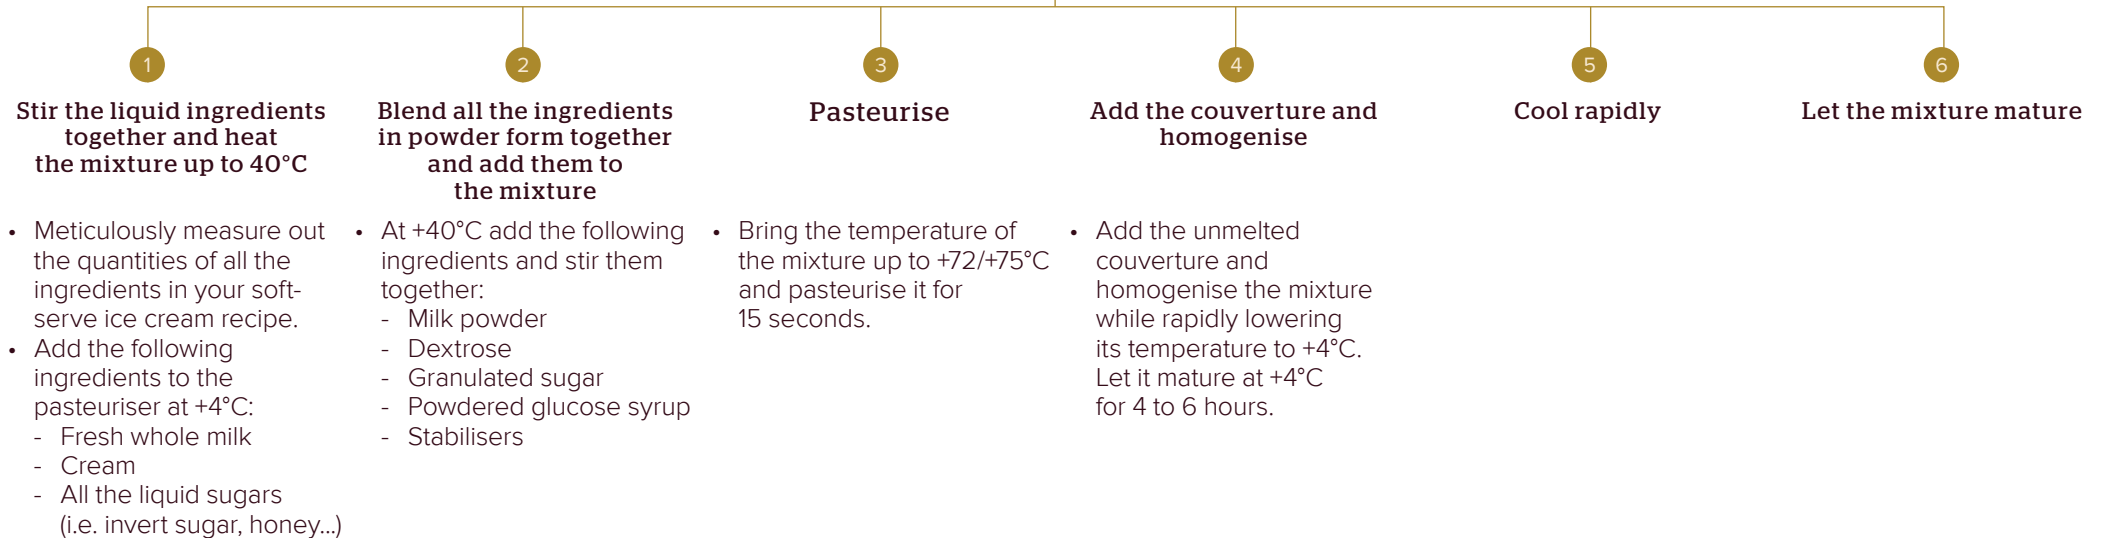 1
Stir the liquid ingredients
together and heat
the mixture up to 40°C
• Meticulously measure out
the quantities of all the
ingredients in your soft-
serve ice cream recipe.
• Add the following
ingredients to the
pasteuriser at +4°C:
- Fresh whole milk
- Cream
- All the liquid sugars
(i.e. invert sugar, honey...)
2
Blend all the ingredients
in powder form together
and add them to
the mixture
• At +40°C add the following
ingredients and stir them
together:
- Milk powder
- Dextrose
- Granulated sugar
- Powdered glucose syrup
- Stabilisers
3
Pasteurise
• Bring the temperature of
the mixture up to +72/+75°C
and pasteurise it for
15 seconds.
4
Add the couverture and
homogenise
• Add the unmelted
couverture and
homogenise the mixture
while rapidly lowering
its temperature to +4°C.
Let it mature at +4°C
for 4 to 6 hours.
5
Cool rapidly
6
Let the mixture mature